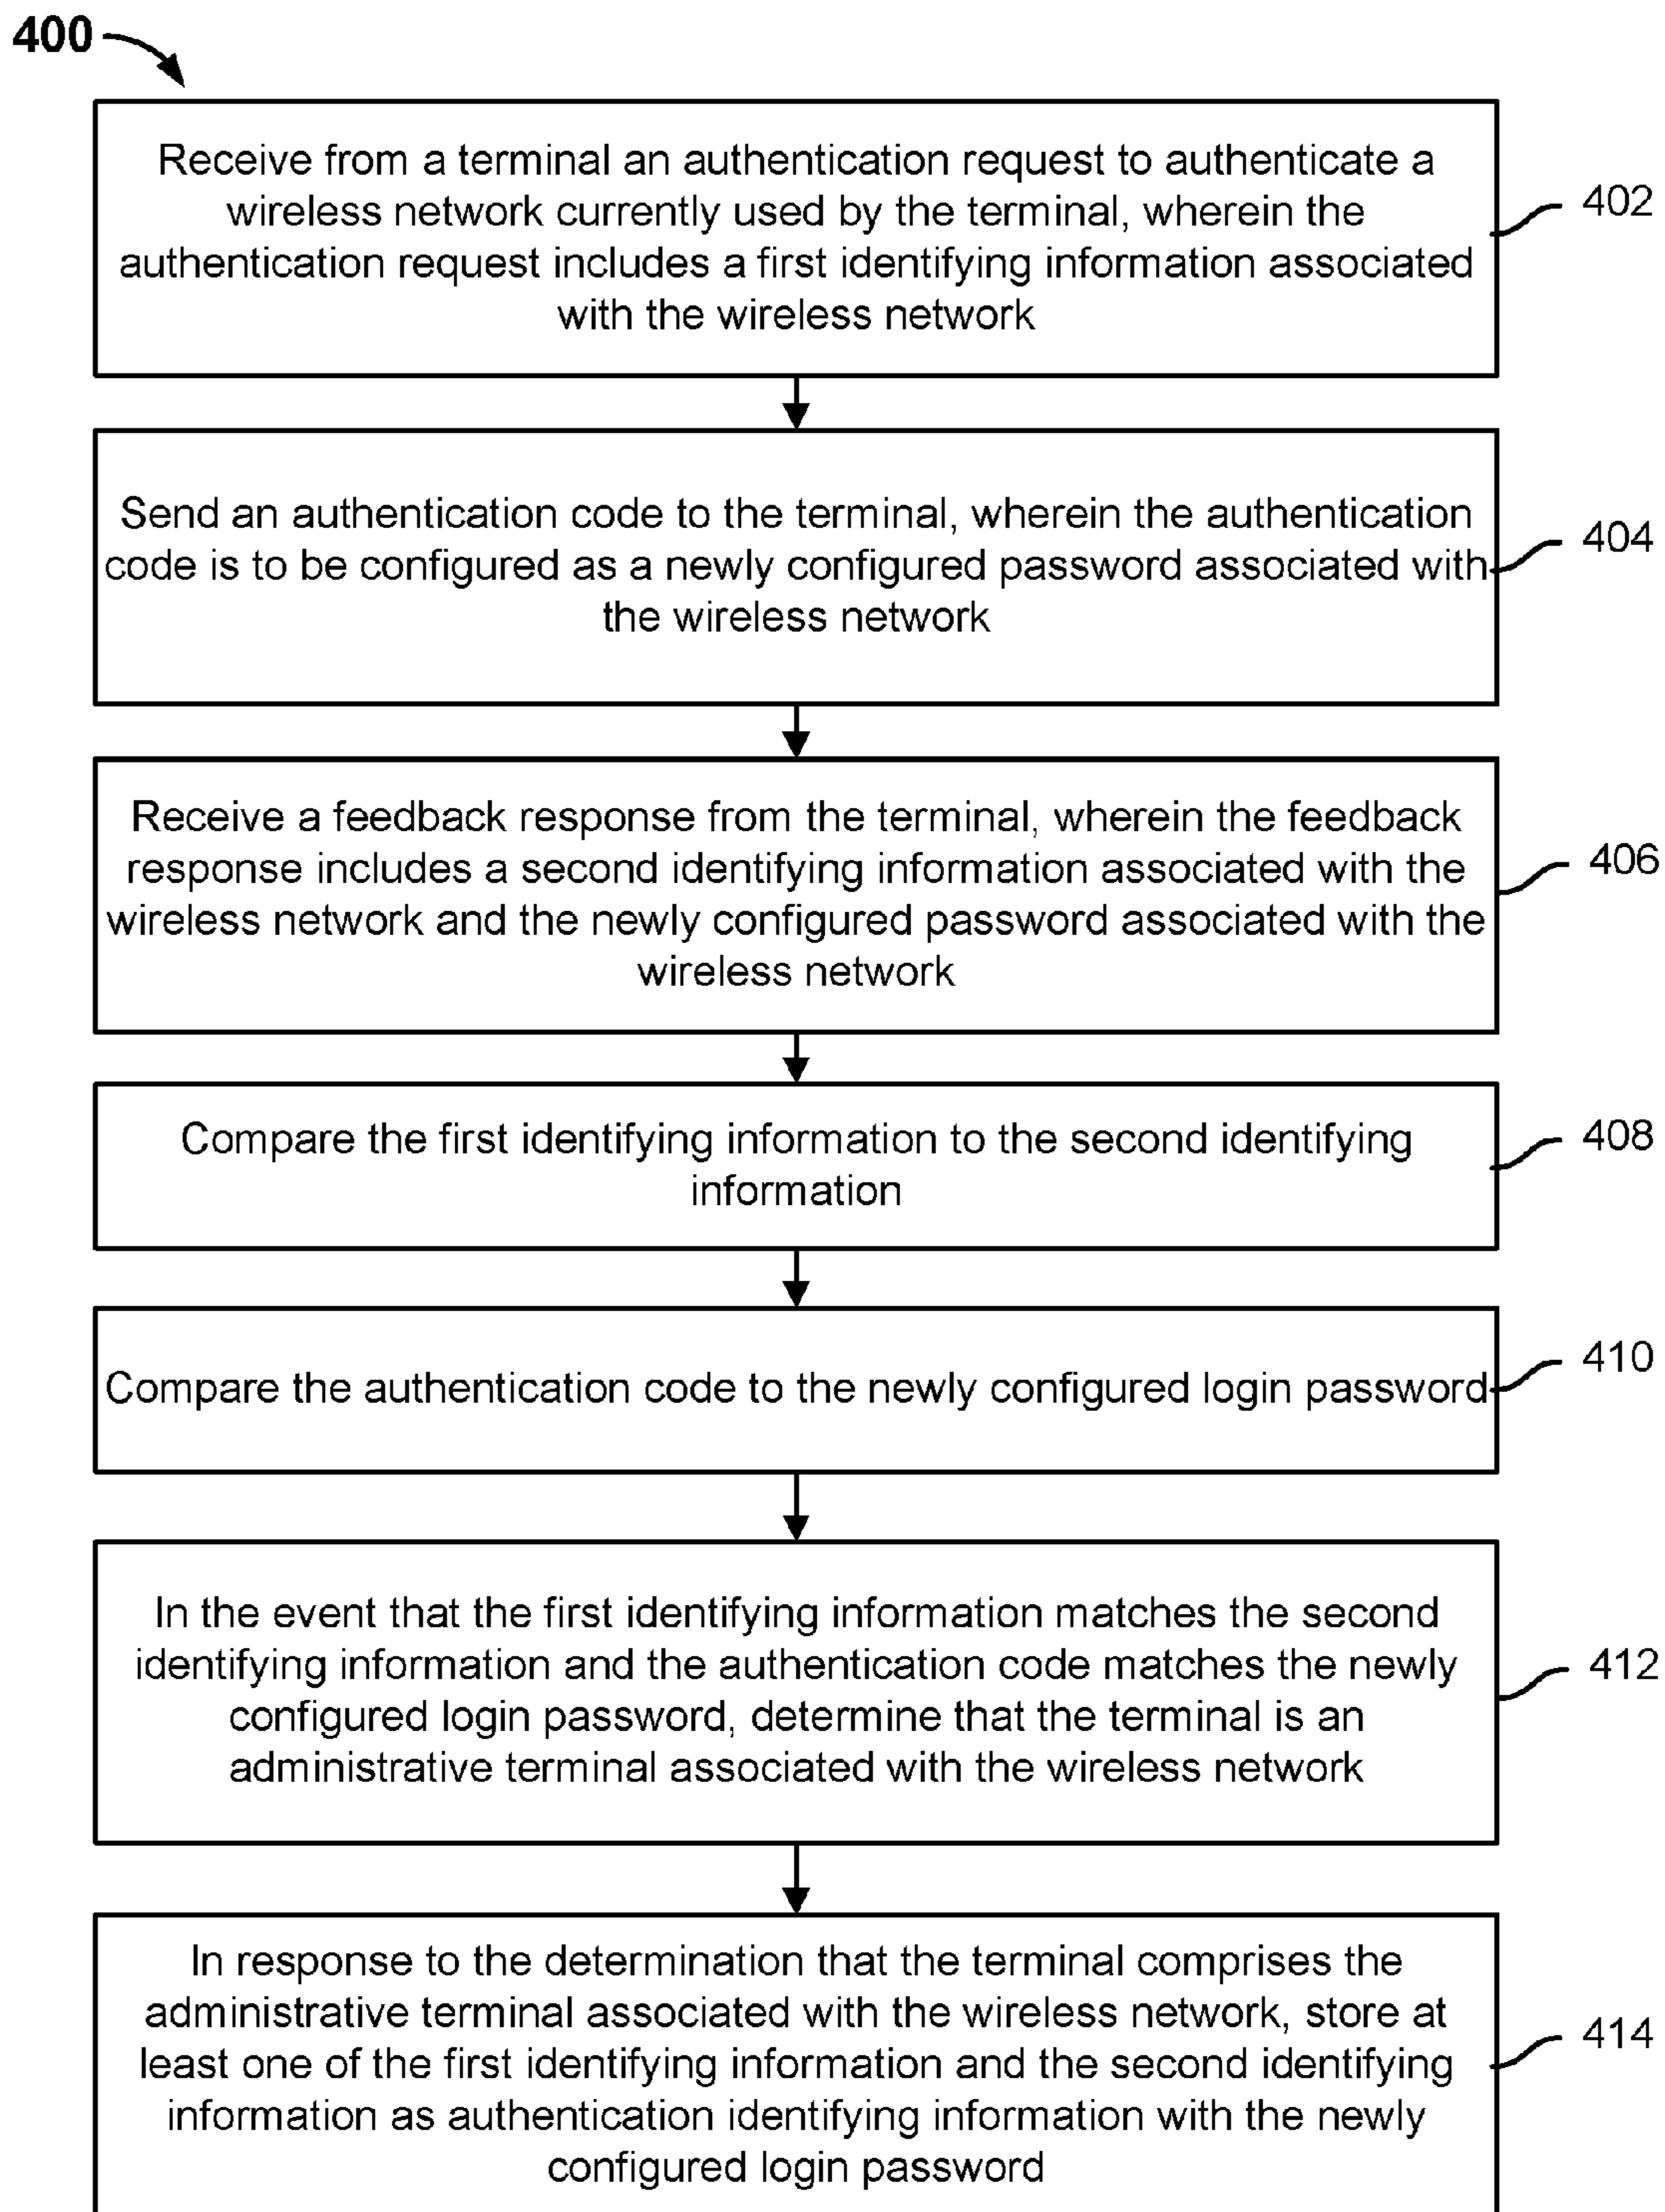 400
Receive from a terminal an authentication request to authenticate a
wireless network currently used by the terminal, wherein the
authentication request includes a first identifying information associated
with the wireless network
402
Send an authentication code to the terminal, wherein the authentication
code is to be configured as a newly configured password associated with
the wireless network
404
Receive a feedback response from the terminal, wherein the feedback
response includes a second identifying information associated with the
wireless network and the newly configured password associated with the
wireless network
406
Compare the first identifying information to the second identifying
information
408
Compare the authentication code to the newly configured login password
410
In the event that the first identifying information matches the second
identifying information and the authentication code matches the newly
configured login password, determine that the terminal is an
administrative terminal associated with the wireless network
412
In response to the determination that the terminal comprises the
administrative terminal associated with the wireless network, store at
least one of the first identifying information and the second identifying
information as authentication identifying information with the newly
configured login password
414